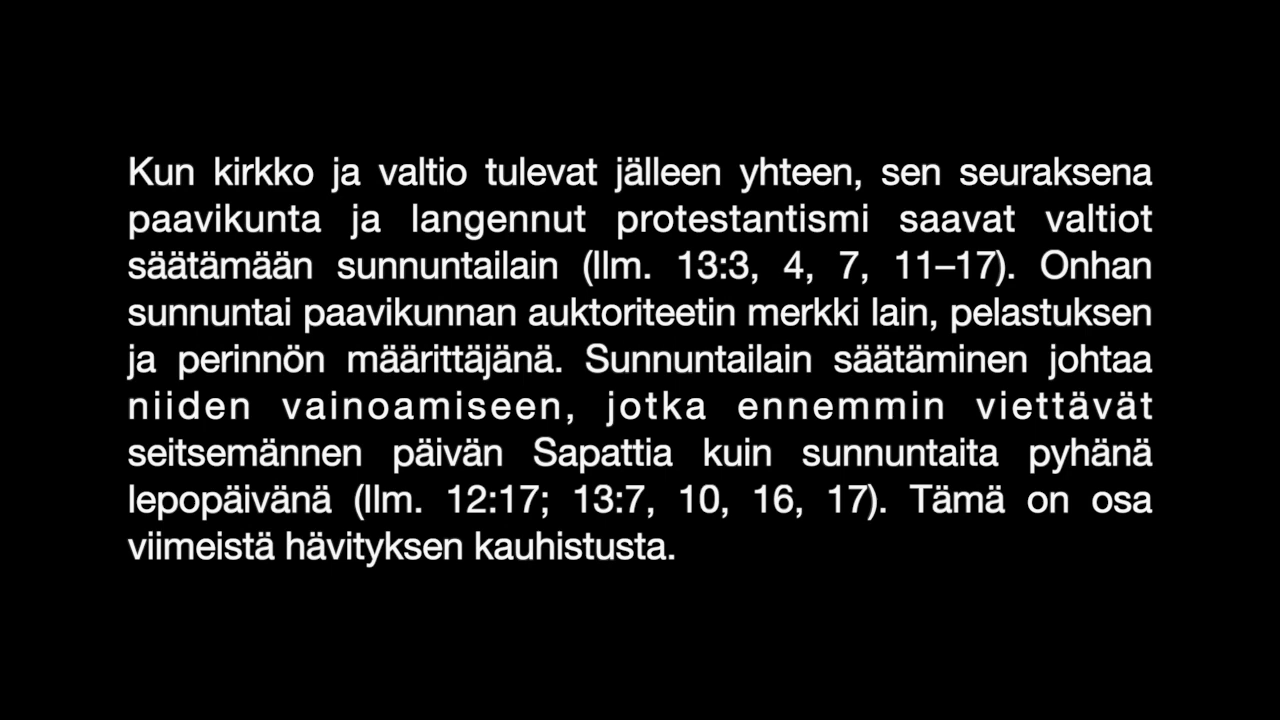 Kun kirkko ja valtio tulevat jälleen yhteen, sen seuraksena
paavikunta ja langennut protestantismi saavat valtiot
säätämään sunnuntailain (Ilm. 13:3, 4, 7, 11–17). Onhan
sunnuntai paavikunnan auktoriteetin merkki lain, pelastuksen
ja perinnön määrittäjänä. Sunnuntailain säätäminen johtaa
niiden vainoamiseen, jotka ennemmin viettävät
seitsemännen päivän Sapattia kuin sunnuntaita pyhänä
lepopäivänä (Ilm. 12:17; 13:7, 10, 16, 17). Tämä on osa
viimeistä hävityksen kauhistusta.